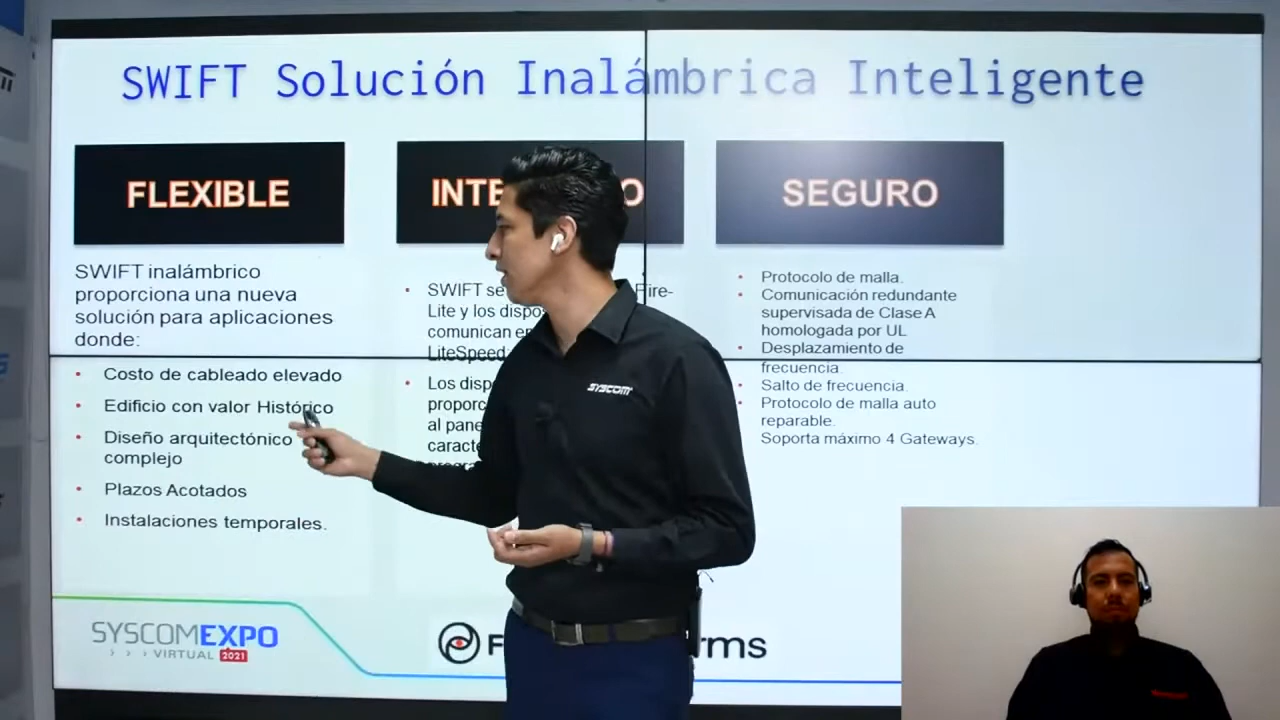 SWIFT Solución Inalámbrica Inteligente
FLEXIBLE
SEGURO
SWIFT inalámbrico
proporciona una nueva
solución para aplicaciones
donde:
• Costo de cableado elevado
• Edificio con valor Histórico
• Diseño arquitectónico
complejo
• Plazos Acotados
• Instalaciones temporales.
• SWIFT se Fire-
Lite y los
comunican
LiteSpeed
• Los
al
• Protocolo de malla.
• Comunicación redundante
supervisada de Clase A
homologada por UL
• Desplazamiento de
frecuencia.
• Salto de frecuencia.
• Protocolo de malla auto
reparable.
Soporta máximo 4 Gateways.
SYSCOM
SYSCOMEXPO
VIRTUAL 2021